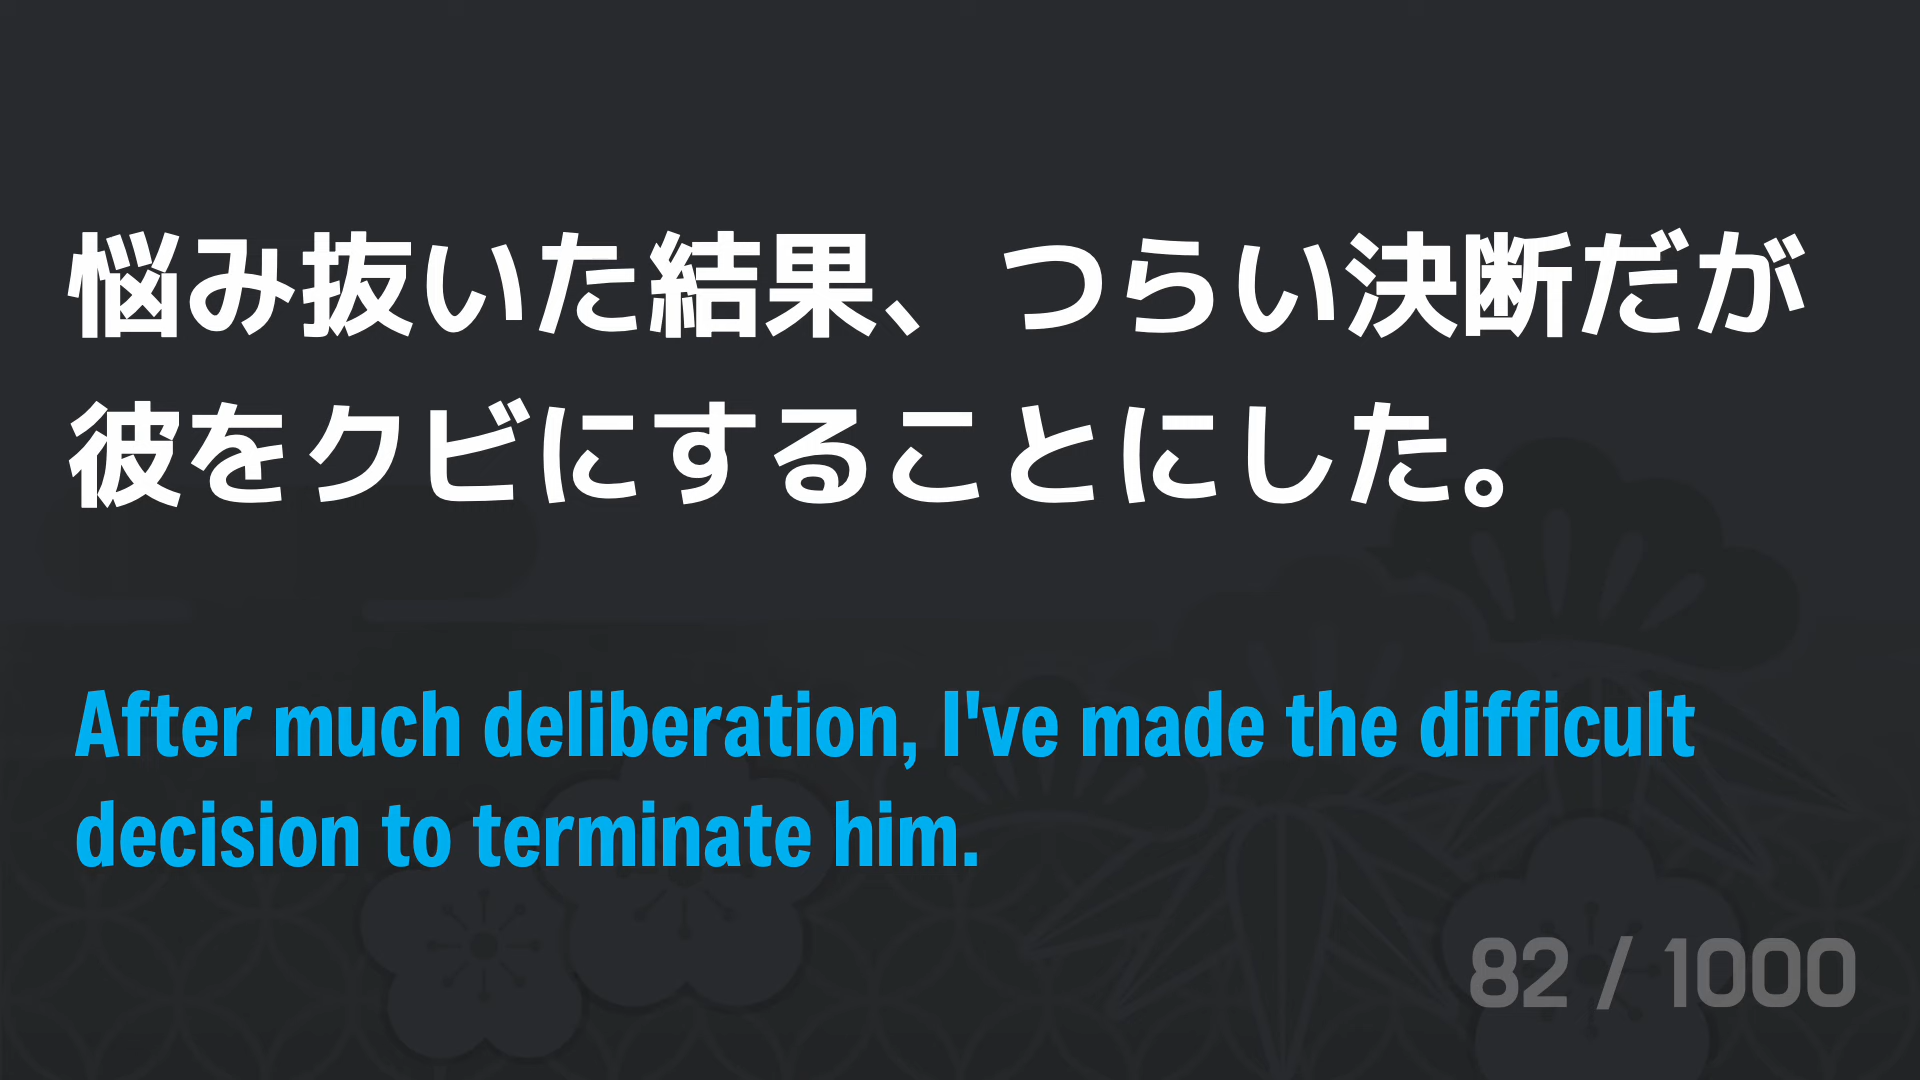 悩み抜いた結果、つらい決断だが
彼をクビにすることにした。
After much deliberation, I've made the difficult
decision to terminate him.
82 / 1000